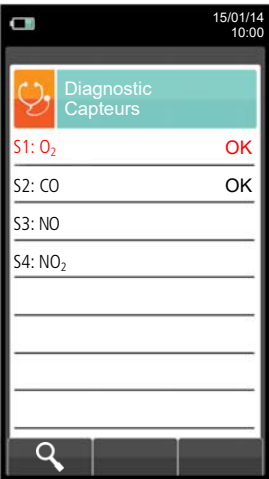 15/01/14
10:00
Diagnostic
Capteurs
S1: O₂ OK
S2: CO OK
S3: NO
S4: NO₂